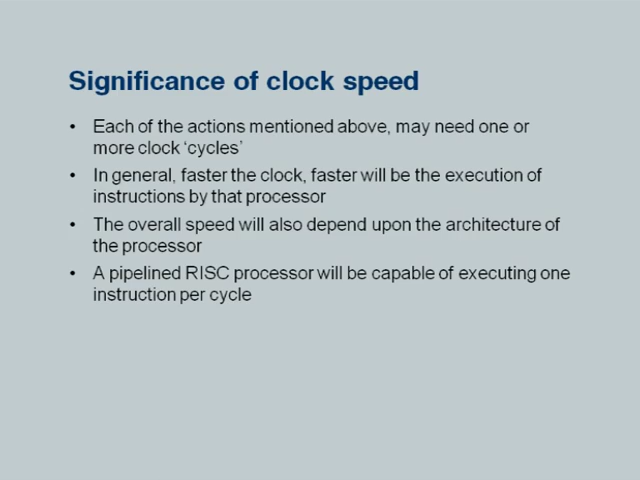 Significance of clock speed
• Each of the actions mentioned above, may need one or
more clock ‘cycles’
• In general, faster the clock, faster will be the execution of
instructions by that processor
• The overall speed will also depend upon the architecture of
the processor
• A pipelined RISC processor will be capable of executing one
instruction per cycle